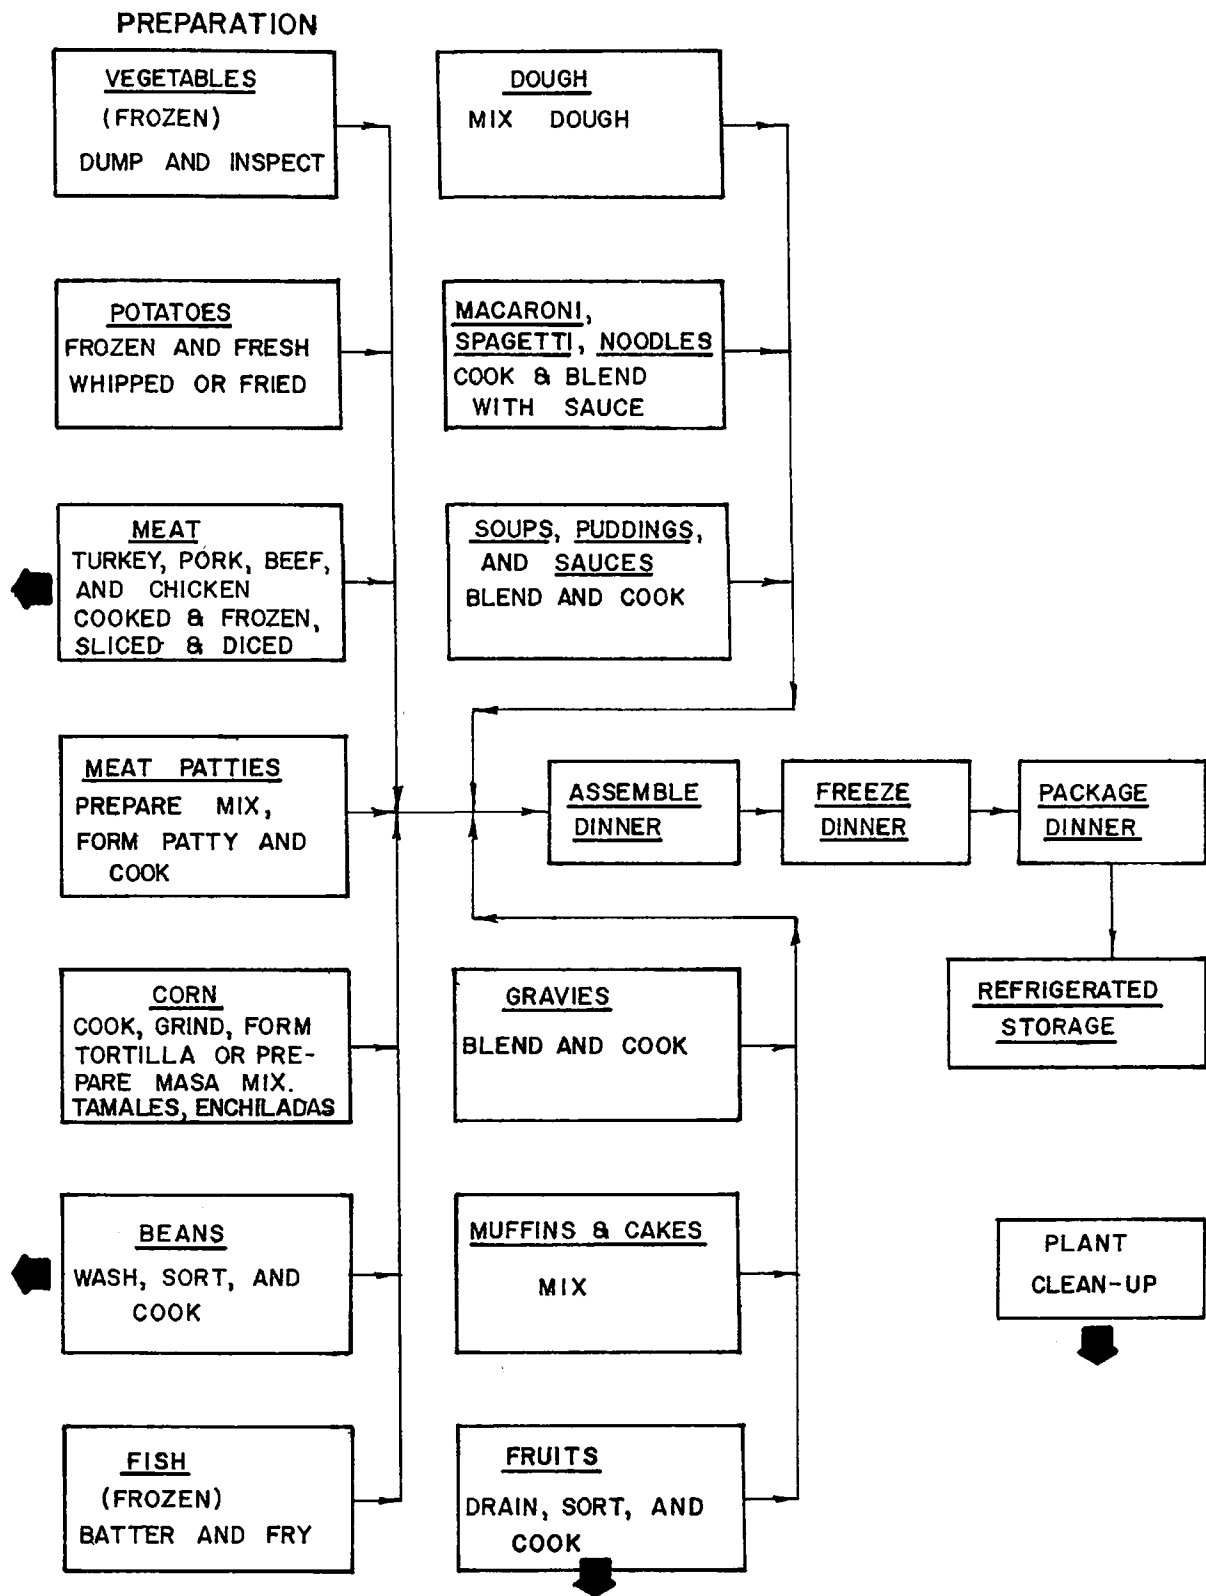 PREPARATION
VEGETABLES
(FROZEN)
DUMP AND INSPECT
POTATOES
FROZEN AND FRESH
WHIPPED OR FRIED
MEAT
TURKEY, PORK, BEEF,
AND CHICKEN
COOKED & FROZEN,
SLICED & DICED
MEAT PATTIES
PREPARE MIX,
FORM PATTY AND
COOK
CORN
COOK, GRIND, FORM
TORTILLA OR PRE-
PARE MASA MIX.
TAMALES, ENCHILADAS
BEANS
WASH, SORT, AND
COOK
FISH
(FROZEN)
BATTER AND FRY
DOUGH
MIX DOUGH
MACARONI,
SPAGETTI, NOODLES
COOK & BLEND
WITH SAUCE
SOUPS, PUDDINGS,
AND SAUCES
BLEND AND COOK
GRAVIES
BLEND AND COOK
MUFFINS & CAKES
MIX
FRUITS
DRAIN, SORT, AND
COOK
ASSEMBLE
DINNER
FREEZE
DINNER
PACKAGE
DINNER
REFRIGERATED
STORAGE
PLANT
CLEAN-UP